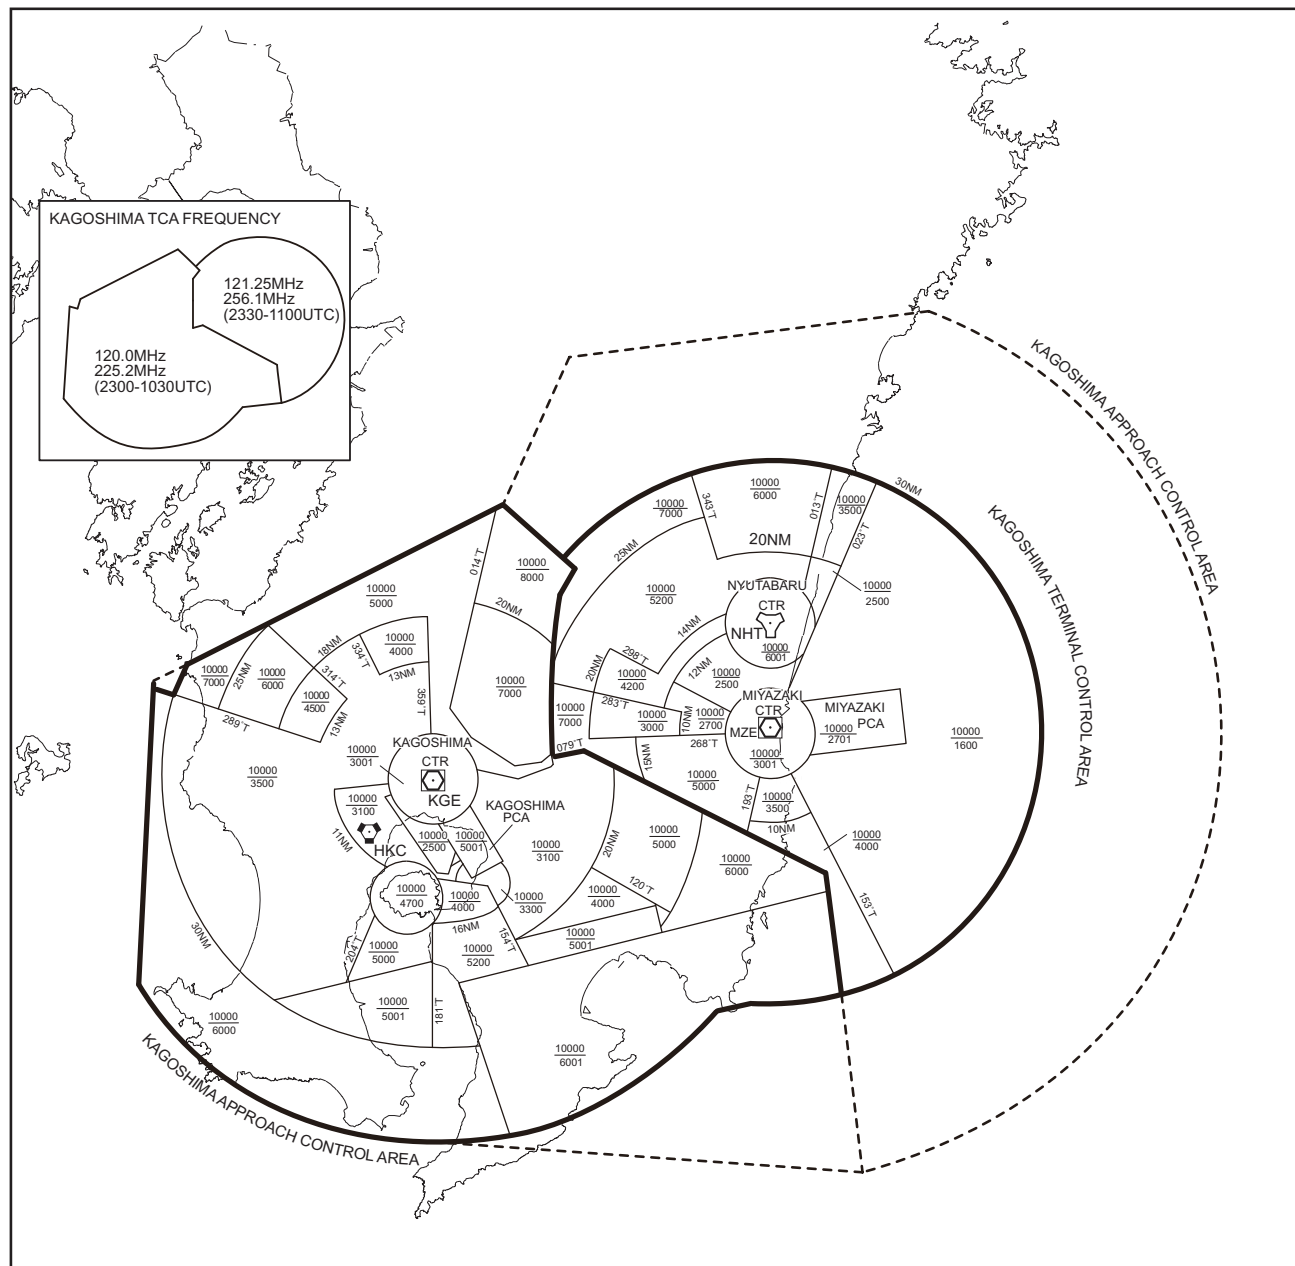 KAGOSHIMA TCA FREQUENCY
121.25MHz
256.1MHz
(2330-1100UTC)
120.0MHz
225.2MHz
(2300-1030UTC)
KAGOSHIMA APPROACH CONTROL AREA
KAGOSHIMA TERMINAL CONTROL AREA
30NM
10000
6000
10000
7000
343°T
013°T
10000
3500
023°T
25NM
20NM
10000
2500
10000
5200
NYUTABARU
CTR
NHT
10000
6001
14NM
12NM
298°T
20NM
10000
4200
283°T
10000
2500
10000
3000
10NM
10000
2700
268°T
10000
7000
079°T
15NM
MIYAZAKI
CTR
MZE
10000
3001
MIYAZAKI
PCA
10000
2701
10000
1600
10000
5000
193°T
10000
3500
10NM
10000
4000
153°T
014°T
10000
8000
20NM
10000
7000
10000
5000
18NM
334°T
10000
4000
13NM
359°T
314°T
10000
7000
25NM
10000
6000
10000
4500
13NM
289°T
10000
3500
10000
3001
KAGOSHIMA
CTR
KGE
10000
3100
HKC
11NM
10000
2500
10000
5001
KAGOSHIMA
PCA
10000
3100
20NM
10000
5000
10000
6000
120°T
10000
4000
10000
3300
10000
4700
10000
4000
16NM
154°T
10000
5001
10000
5200
204°T
10000
5000
30NM
10000
5001
181°T
10000
6000
10000
6001
KAGOSHIMA APPROACH CONTROL AREA